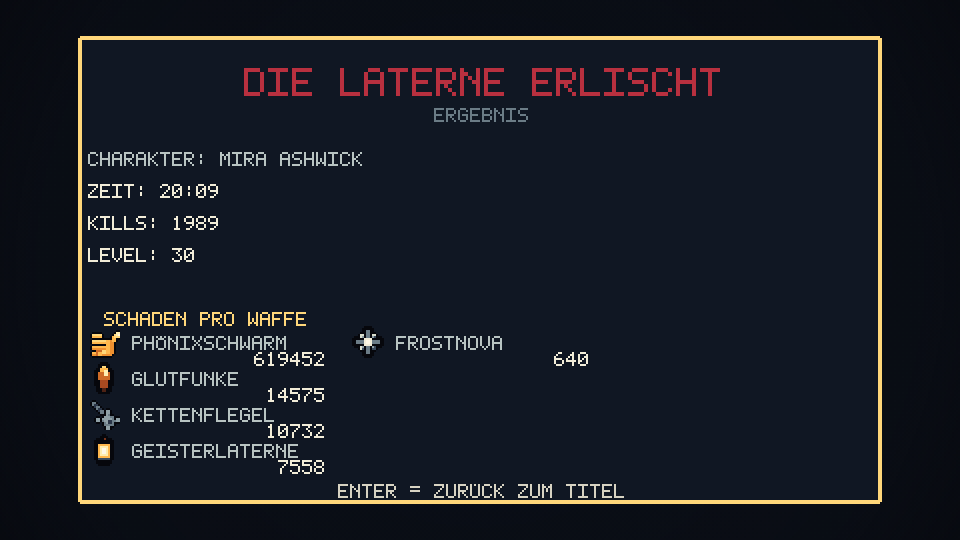 DIE LATERNE ERLISCHT
ERGEBNIS
CHARAKTER: MIRA ASHWICK
ZEIT: 20:09
KILLS: 1989
LEVEL: 30
SCHADEN PRO WAFFE
PHÖNIXSCHWARM
619452
GLUTFUNKE
14575
KETTENFLEGEL
10732
GEISTERLATERNE
7558
FROSTNOVA
640
ENTER = ZURÜCK ZUM TITEL